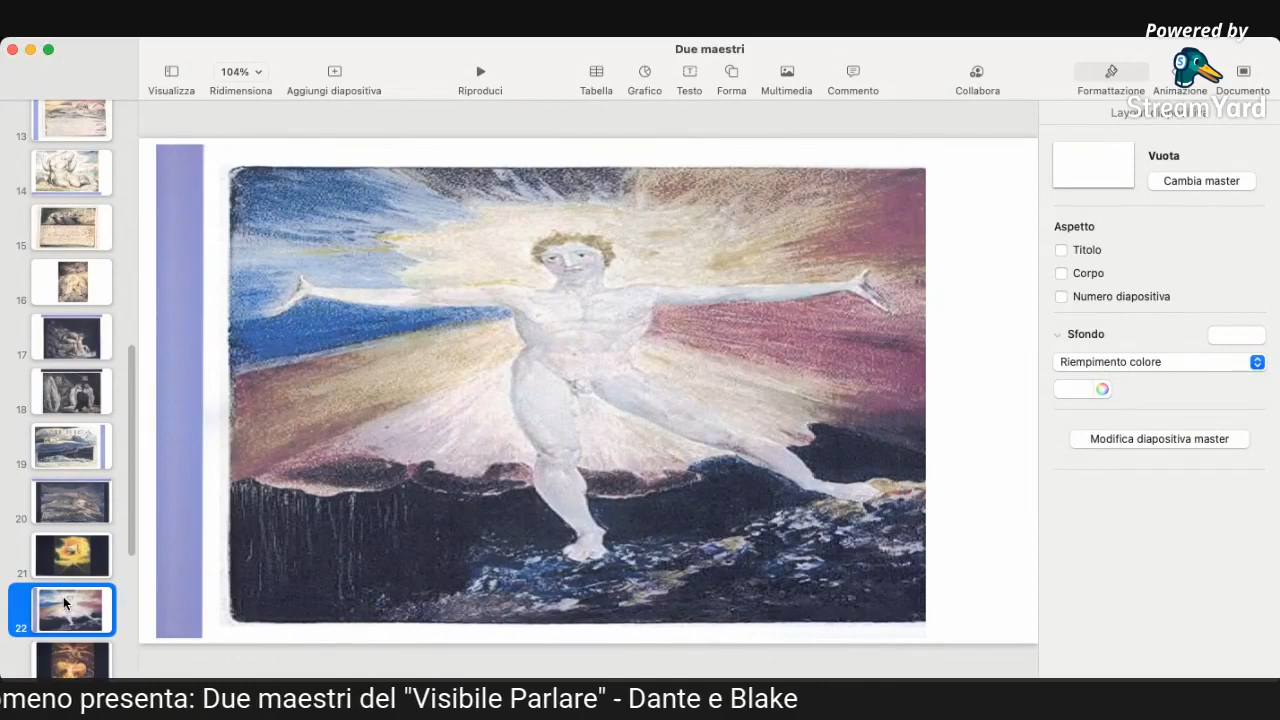 Powered by
StreamYard
Due maestri
Visualizza
104%
Ridimensiona
Aggiungi diapositiva
Riproduci
Tabella
Grafico
Testo
Forma
Multimedia
Commento
Collabora
Formattazione
Animazione
Documento
13
14
15
16
17
18
19
20
21
22
Vuota
Cambia master
Aspetto
Titolo
Corpo
Numero diapositiva
Sfondo
Riempimento colore
Modifica diapositiva master
omeno presenta: Due maestri del "Visibile Parlare" - Dante e Blake